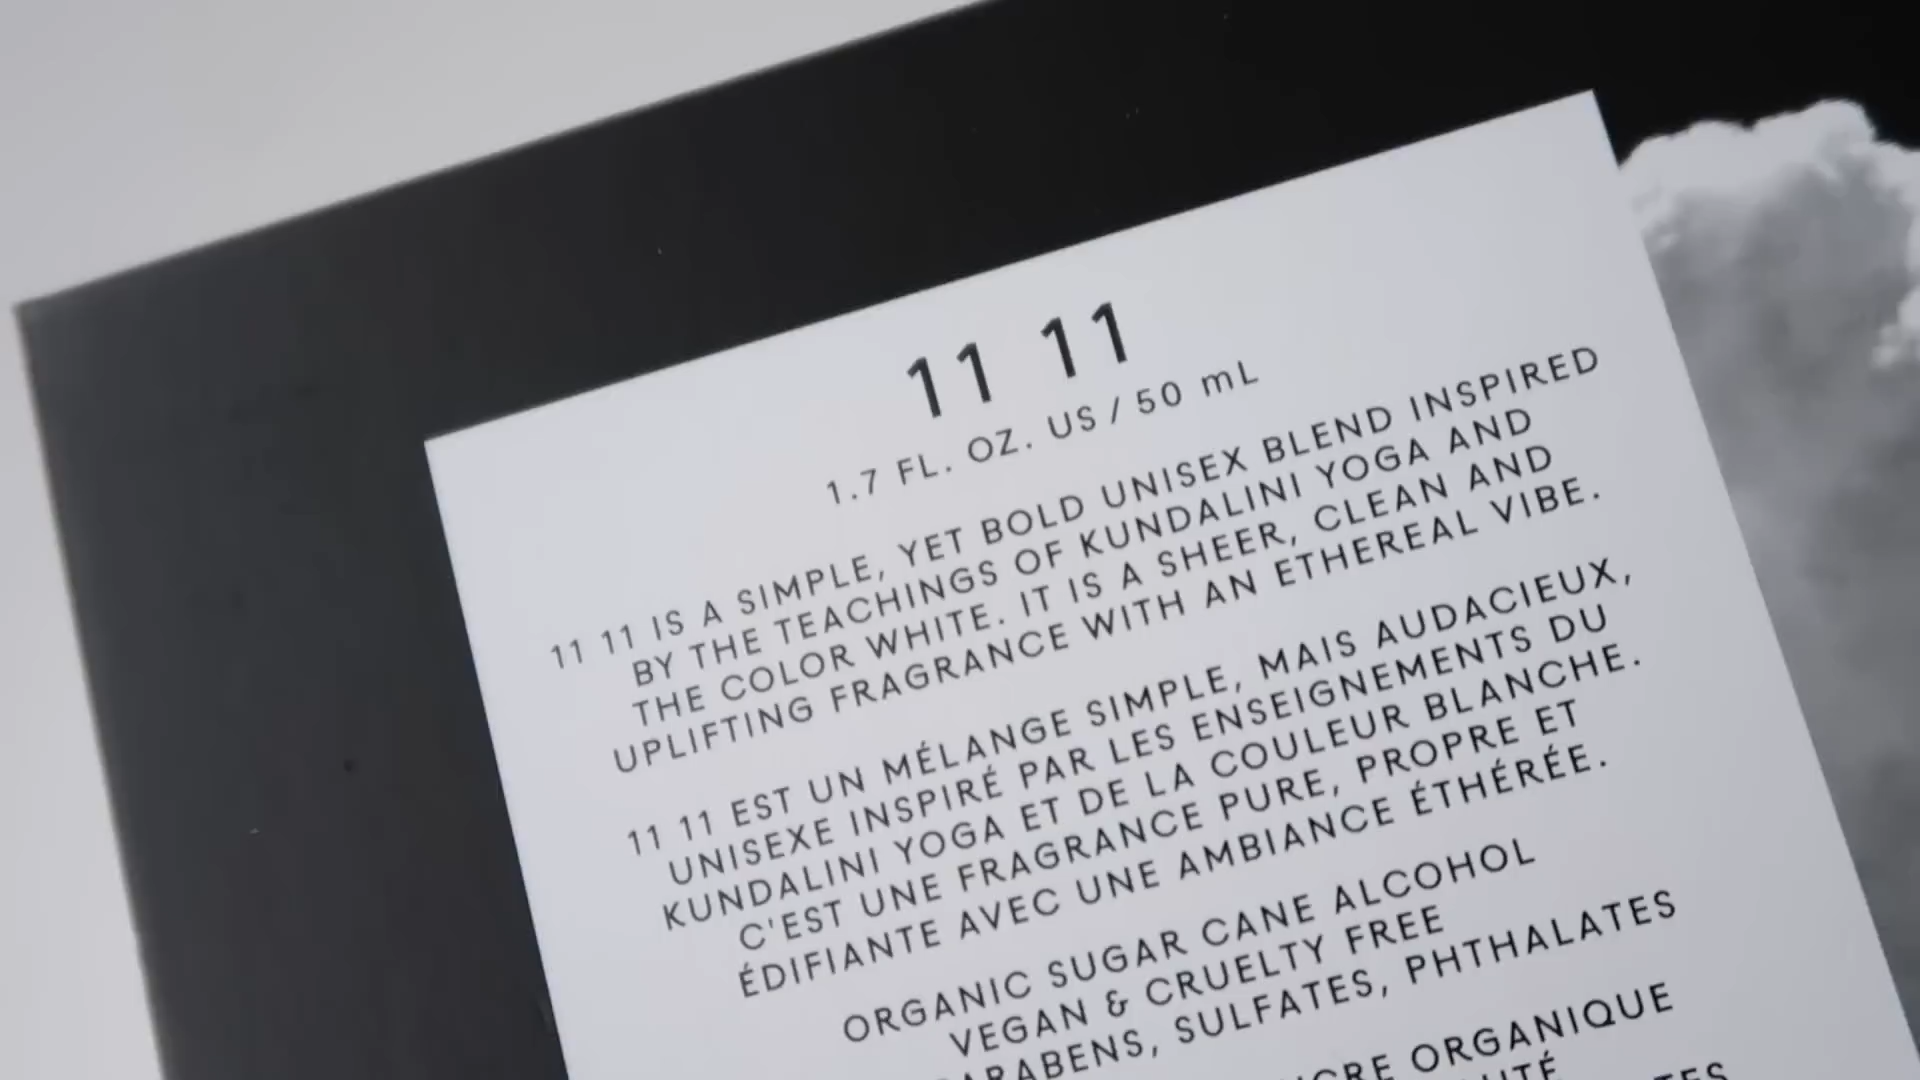 11 11
1.7 FL. OZ. US / 50 mL
11 11 IS A SIMPLE, YET BOLD UNISEX BLEND INSPIRED
BY THE TEACHINGS OF KUNDALINI YOGA AND
THE COLOR WHITE. IT IS A SHEER, CLEAN AND
UPLIFTING FRAGRANCE WITH AN ETHEREAL VIBE.
11 11 EST UN MÉLANGE SIMPLE, MAIS AUDACIEUX,
UNISEXE INSPIRÉ PAR LES ENSEIGNEMENTS DU
KUNDALINI YOGA ET DE LA COULEUR BLANCHE.
C'EST UNE FRAGRANCE PURE, PROPRE ET
ÉDIFIANTE AVEC UNE AMBIANCE ÉTHÉRÉE.
ORGANIC SUGAR CANE ALCOHOL
VEGAN & CRUELTY FREE
SULFATES, PHTHALATES
ORGANIQUE